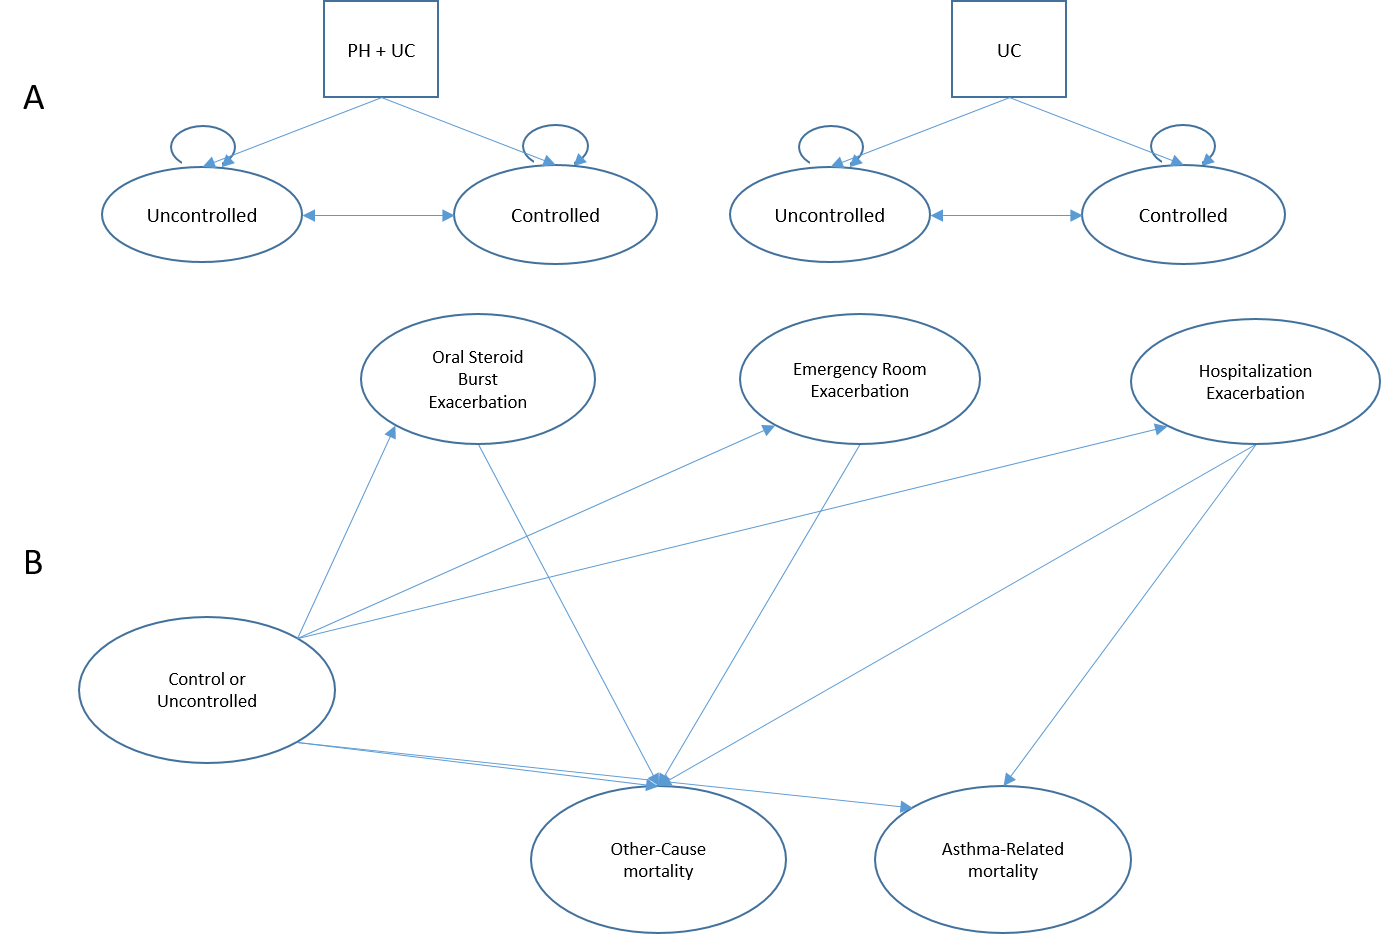 PH + UC
UC
A
Uncontrolled
Controlled
Uncontrolled
Controlled
Oral Steroid
Burst
Exacerbation
Emergency Room
Exacerbation
Hospitalization
Exacerbation
B
Control or
Uncontrolled
Other-Cause
mortality
Asthma-Related
mortality